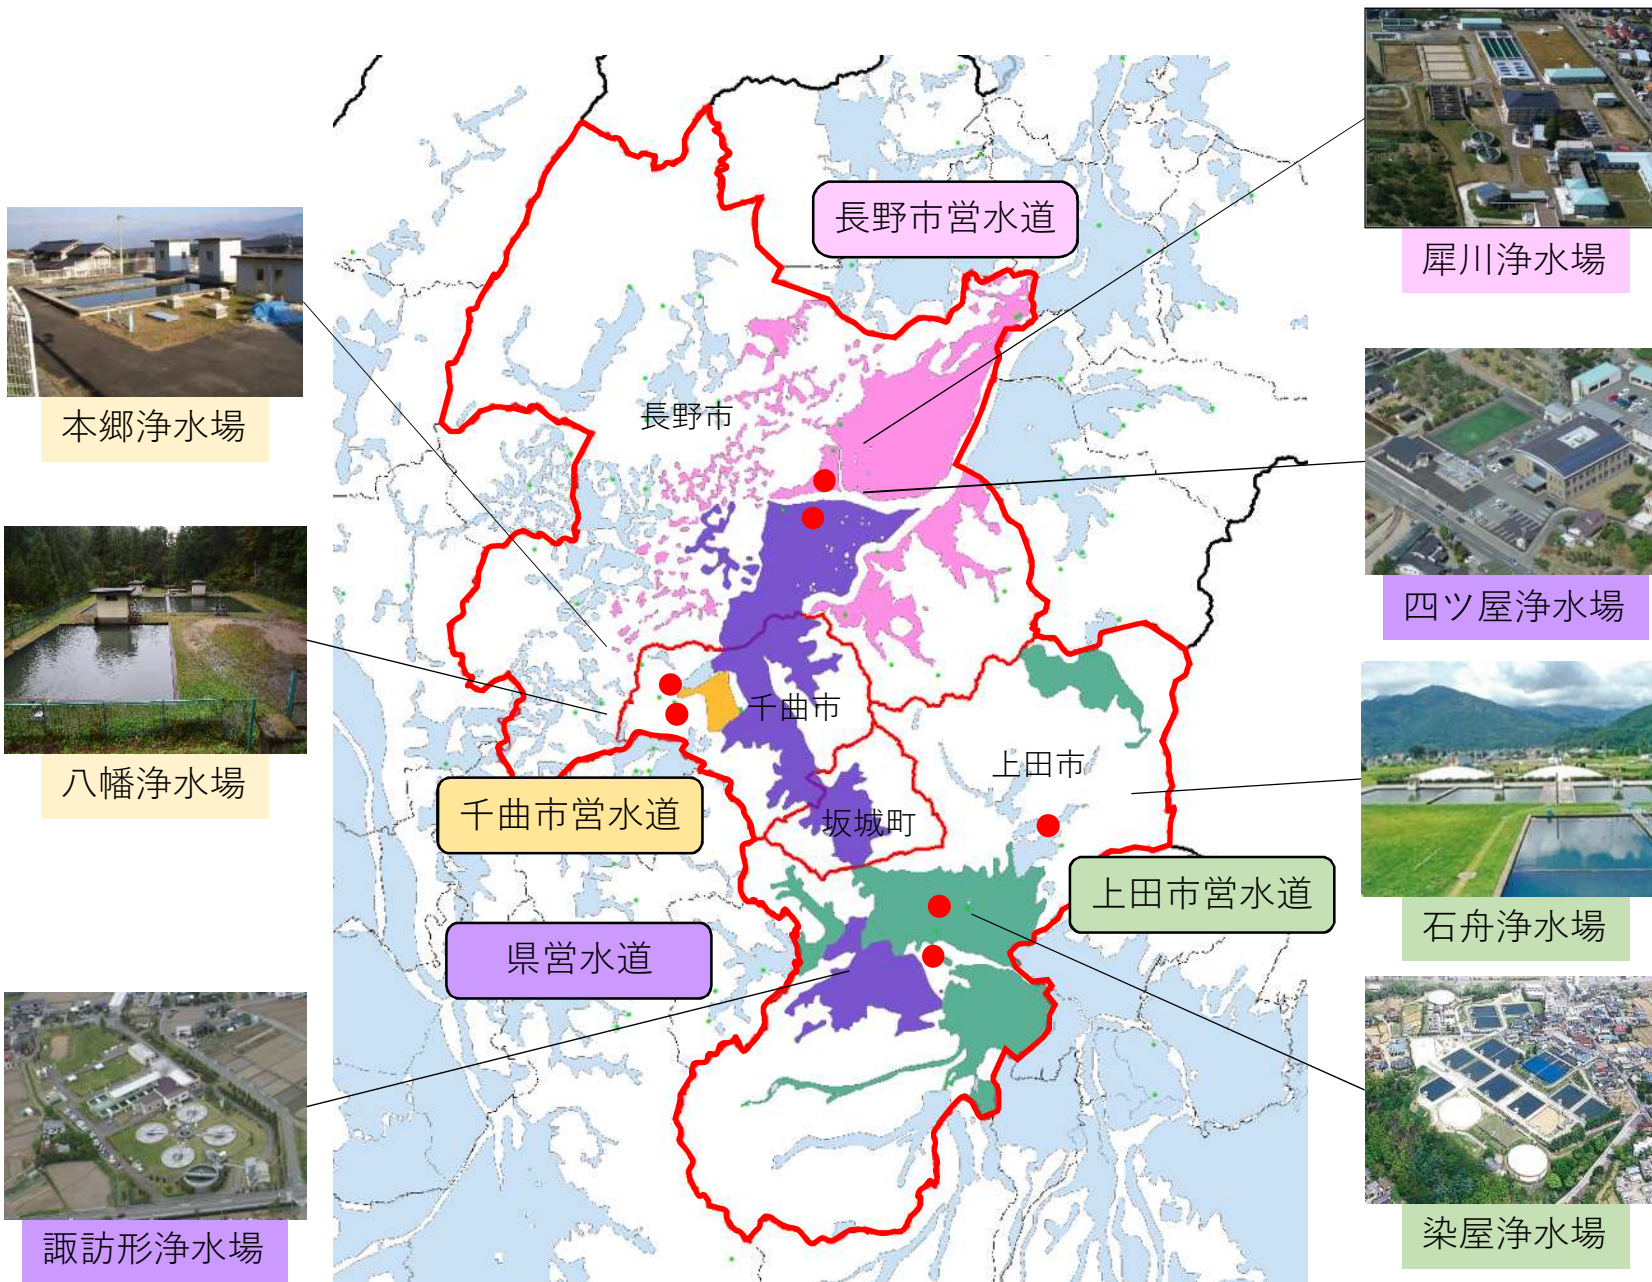 長野市営水道
犀川浄水場
長野市
本郷浄水場
四ツ屋浄水場
千曲市
上田市
八幡浄水場
千曲市営水道
坂城町
上田市営水道
石舟浄水場
県営水道
諏訪形浄水場
染屋浄水場